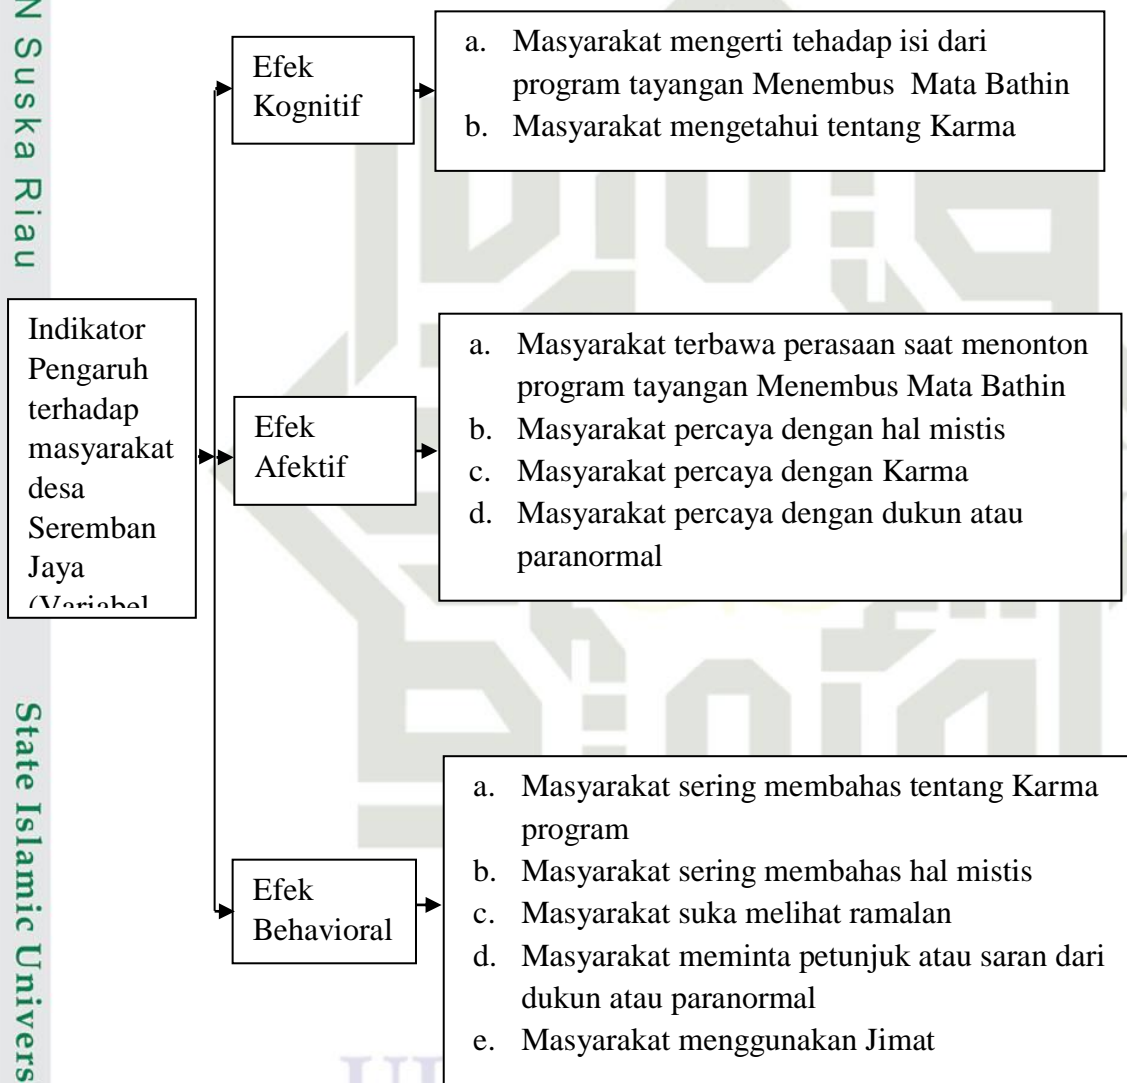 N Suska Riau
State Islamic Univers
Indikator
Pengaruh
terhadap
masyarakat
desa
Seremban
Jaya
(Variabel
Efek
Kognitif
a. Masyarakat mengerti tehadap isi dari
program tayangan Menembus Mata Bathin
b. Masyarakat mengetahui tentang Karma
Efek
Afektif
a. Masyarakat terbawa perasaan saat menonton
program tayangan Menembus Mata Bathin
b. Masyarakat percaya dengan hal mistis
c. Masyarakat percaya dengan Karma
d. Masyarakat percaya dengan dukun atau
paranormal
Efek
Behavioral
a. Masyarakat sering membahas tentang Karma
program
b. Masyarakat sering membahas hal mistis
c. Masyarakat suka melihat ramalan
d. Masyarakat meminta petunjuk atau saran dari
dukun atau paranormal
e. Masyarakat menggunakan Jimat